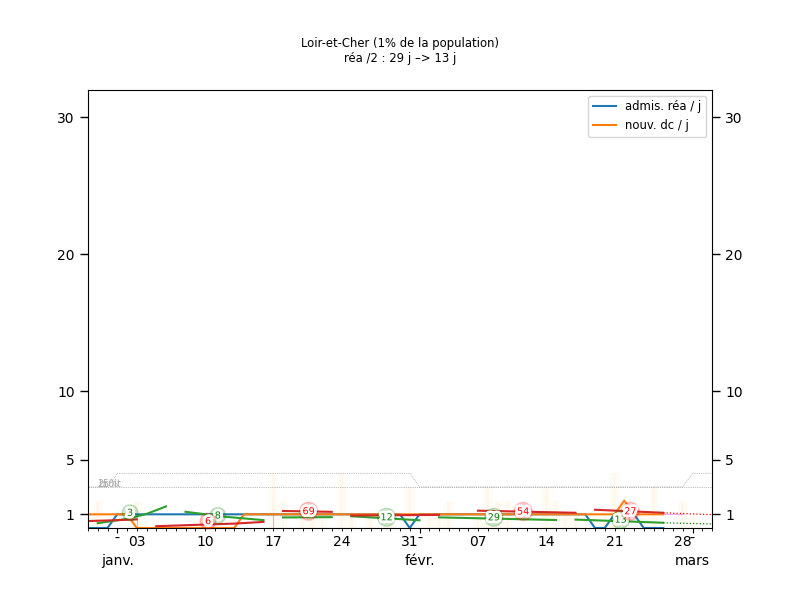 Loir-et-Cher (1% de la population)
réa /2 : 29 j –> 13 j
admis. réa / j
nouv. dc / j
30 30
20 20
10 10
5 5
1 1
3 6 8 69 12 29 54 13 27
03 10 17 24 31 07 14 21 28
janv. févr. mars